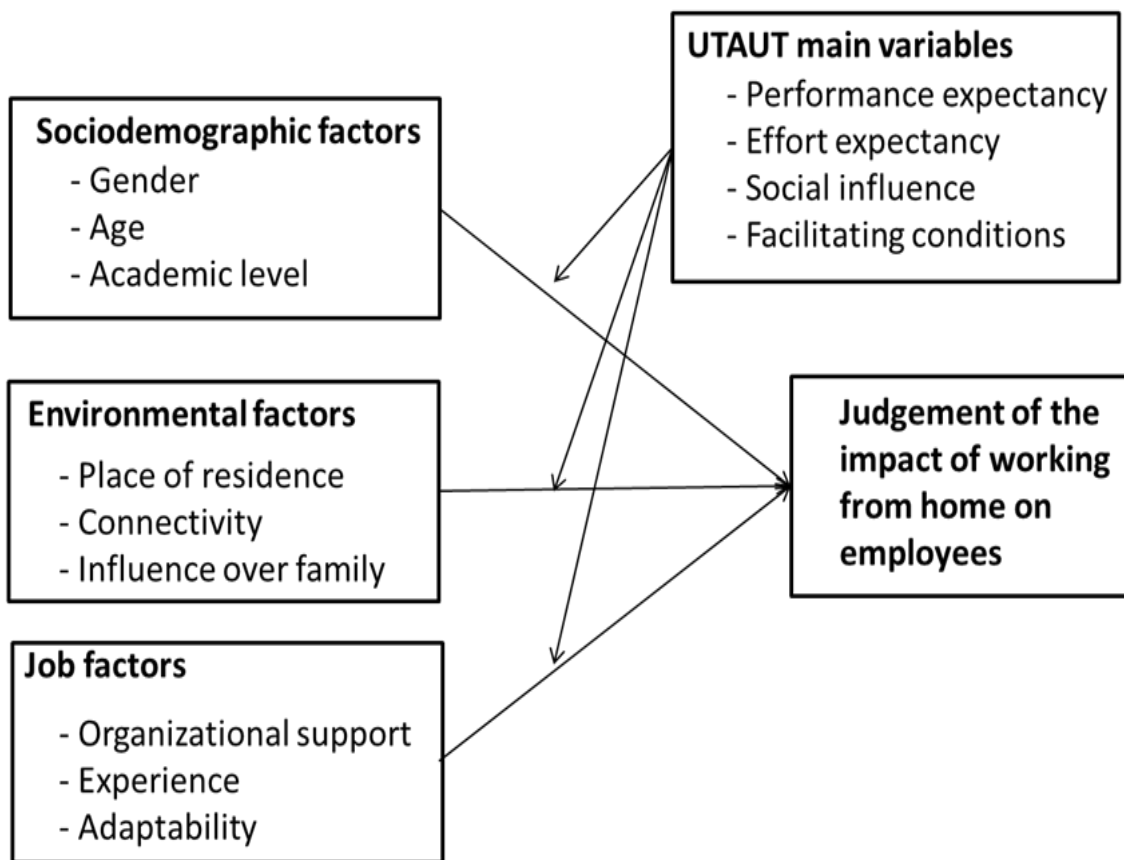 UTAUT main variables
- Performance expectancy
- Effort expectancy
- Social influence
- Facilitating conditions
Sociodemographic factors
- Gender
- Age
- Academic level
Environmental factors
- Place of residence
- Connectivity
- Influence over family
Judgement of the
impact of working
from home on
employees
Job factors
- Organizational support
- Experience
- Adaptability